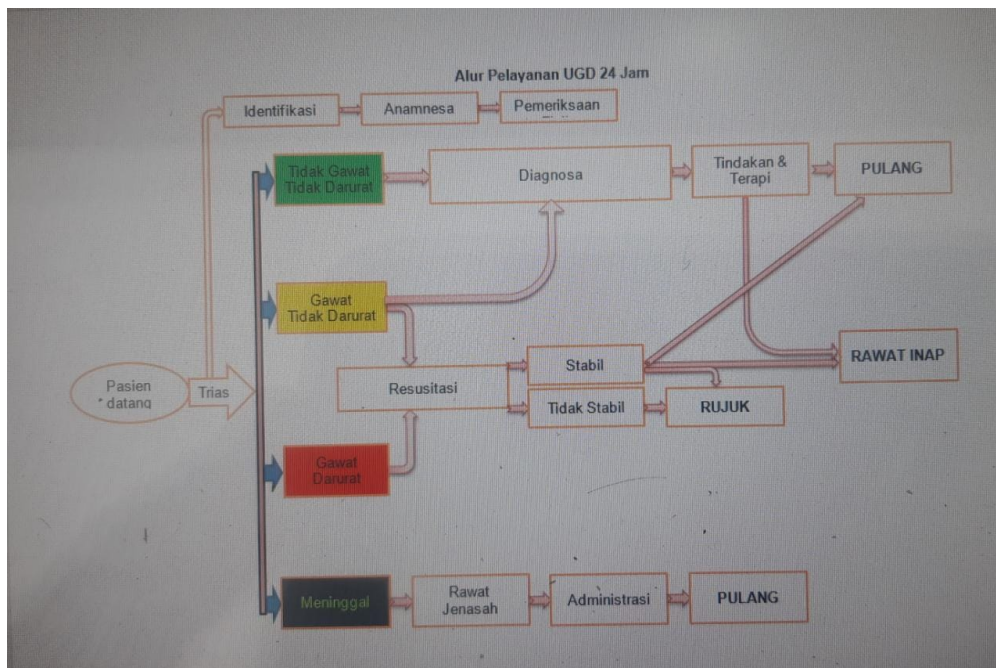 Alur Pelayanan UGD 24 Jam
Identifikasi
Anamnesa
Pemeriksaan
Tidak Gawat
Tidak Darurat
Diagnosa
Tindakan &
Terapi
PULANG
Gawat
Tidak Darurat
Pasien
datang
Trias
Resusitasi
Stabil
Tidak Stabil
RUJUK
RAWAT INAP
Gawat
Darurat
Meninggal
Rawat
Jenasah
Administrasi
PULANG